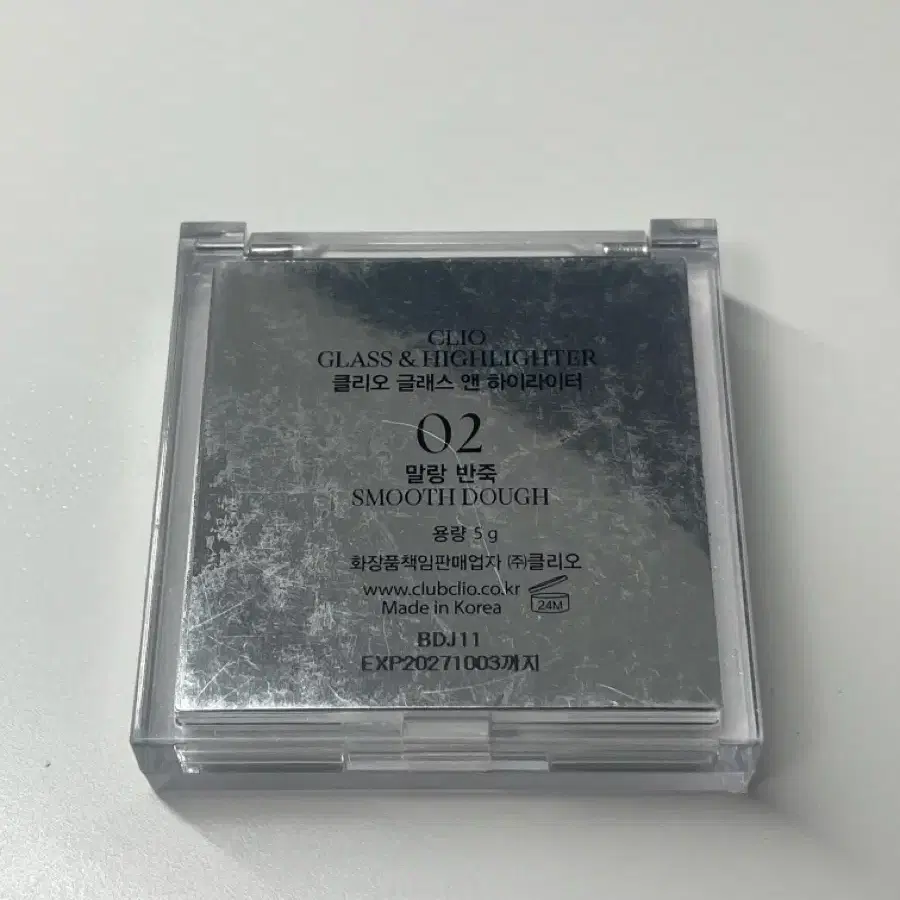 CLIO
GLASS & HIGHLIGHTER
클리오 글래스 앤 하이라이터
02
말랑 반죽
SMOOTH DOUGH
용량 5 g
화장품책임판매업자 ㈜클리오
www.clubclio.co.kr
Made in Korea
24M
BDJ11
EXP20271003까지